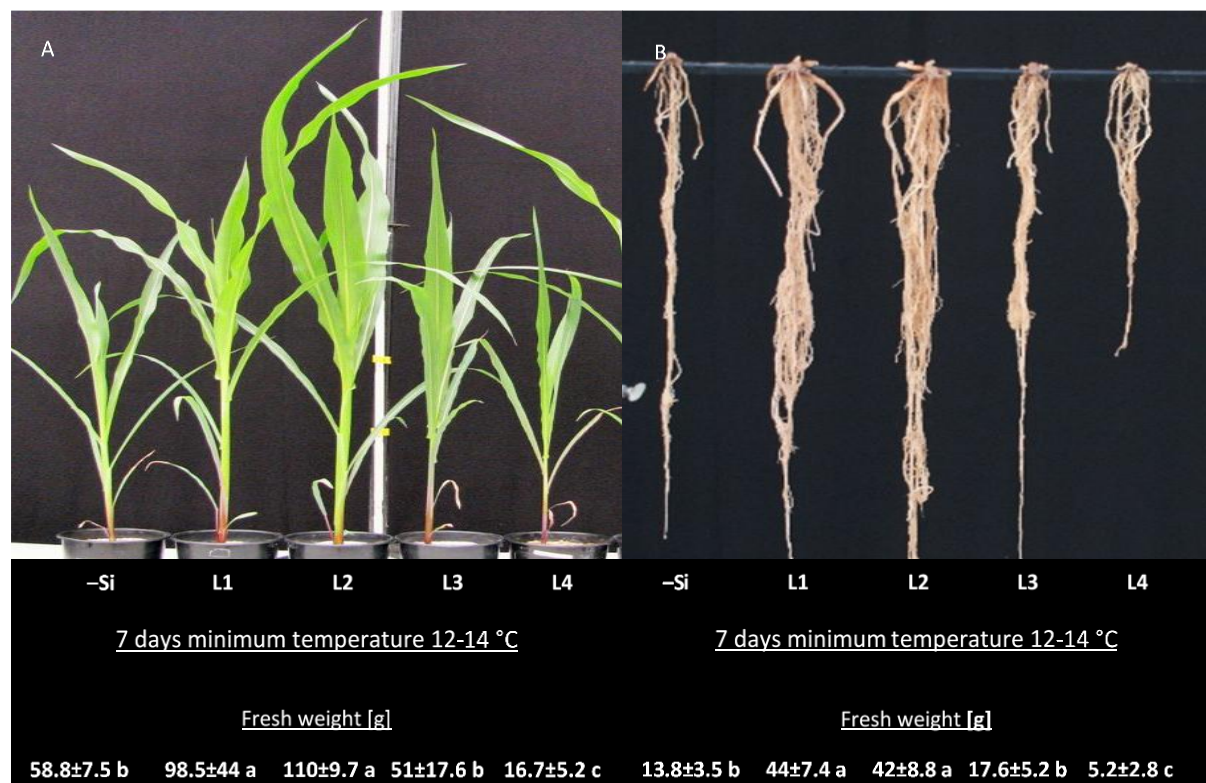 A
B
–Si L1 L2 L3 L4
–Si L1 L2 L3 L4
7 days minimum temperature 12-14 °C
7 days minimum temperature 12-14 °C
Fresh weight [g]
Fresh weight [g]
58.8±7.5 b 98.5±44 a 110±9.7 a 51±17.6 b 16.7±5.2 c
13.8±3.5 b 44±7.4 a 42±8.8 a 17.6±5.2 b 5.2±2.8 c